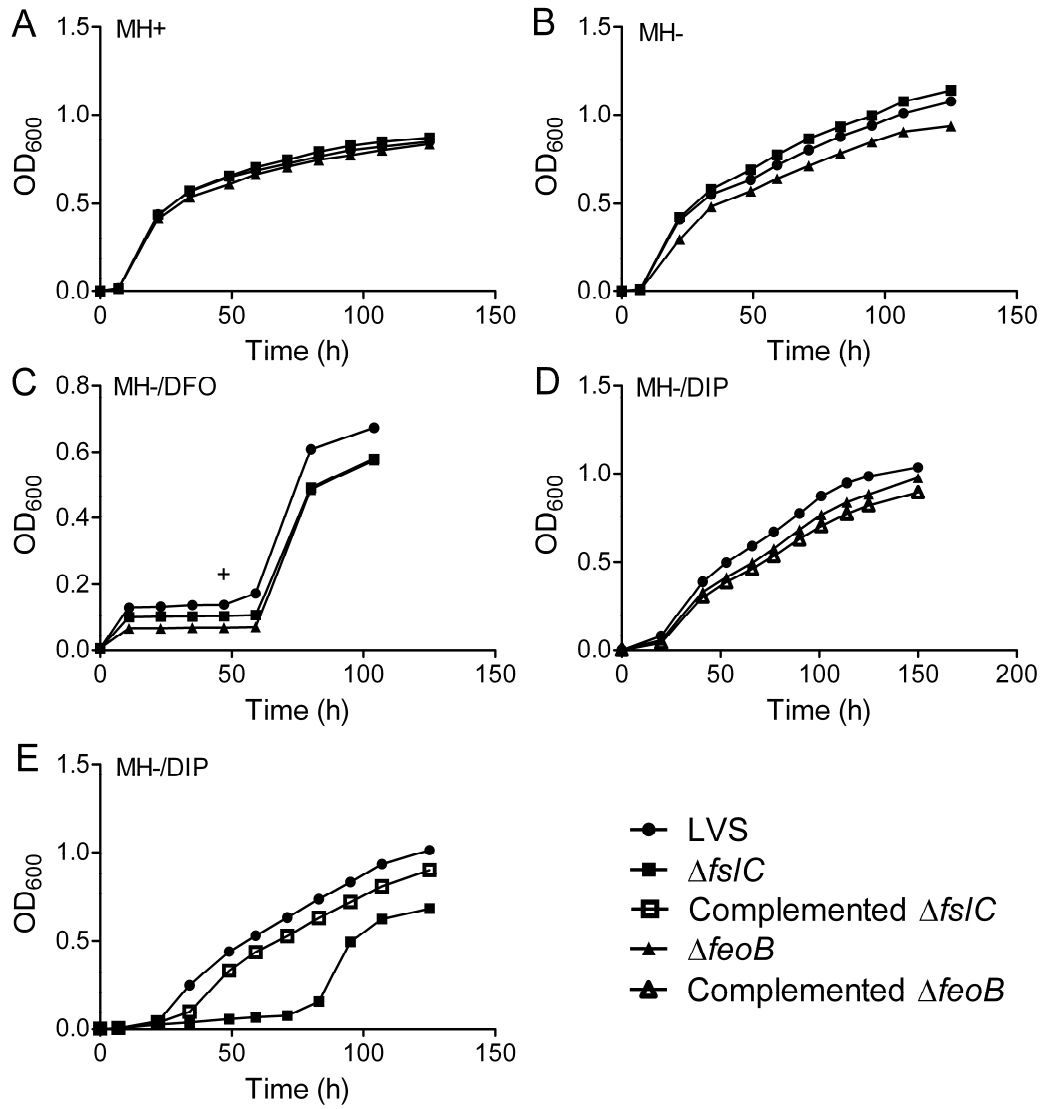 A
MH+
1.5
1.0
0.5
0.0
OD600
0
50
100
150
Time (h)
B
MH-
1.5
1.0
0.5
0.0
OD600
0
50
100
150
Time (h)
C
MH-/DFO
0.8
0.6
0.4
0.2
0.0
OD600
+
0
50
100
150
Time (h)
D
MH-/DIP
1.5
1.0
0.5
0.0
OD600
0
50
100
150
200
Time (h)
E
MH-/DIP
1.5
1.0
0.5
0.0
OD600
0
50
100
150
Time (h)
LVS
ΔfslC
Complemented ΔfslC
ΔfeoB
Complemented ΔfeoB